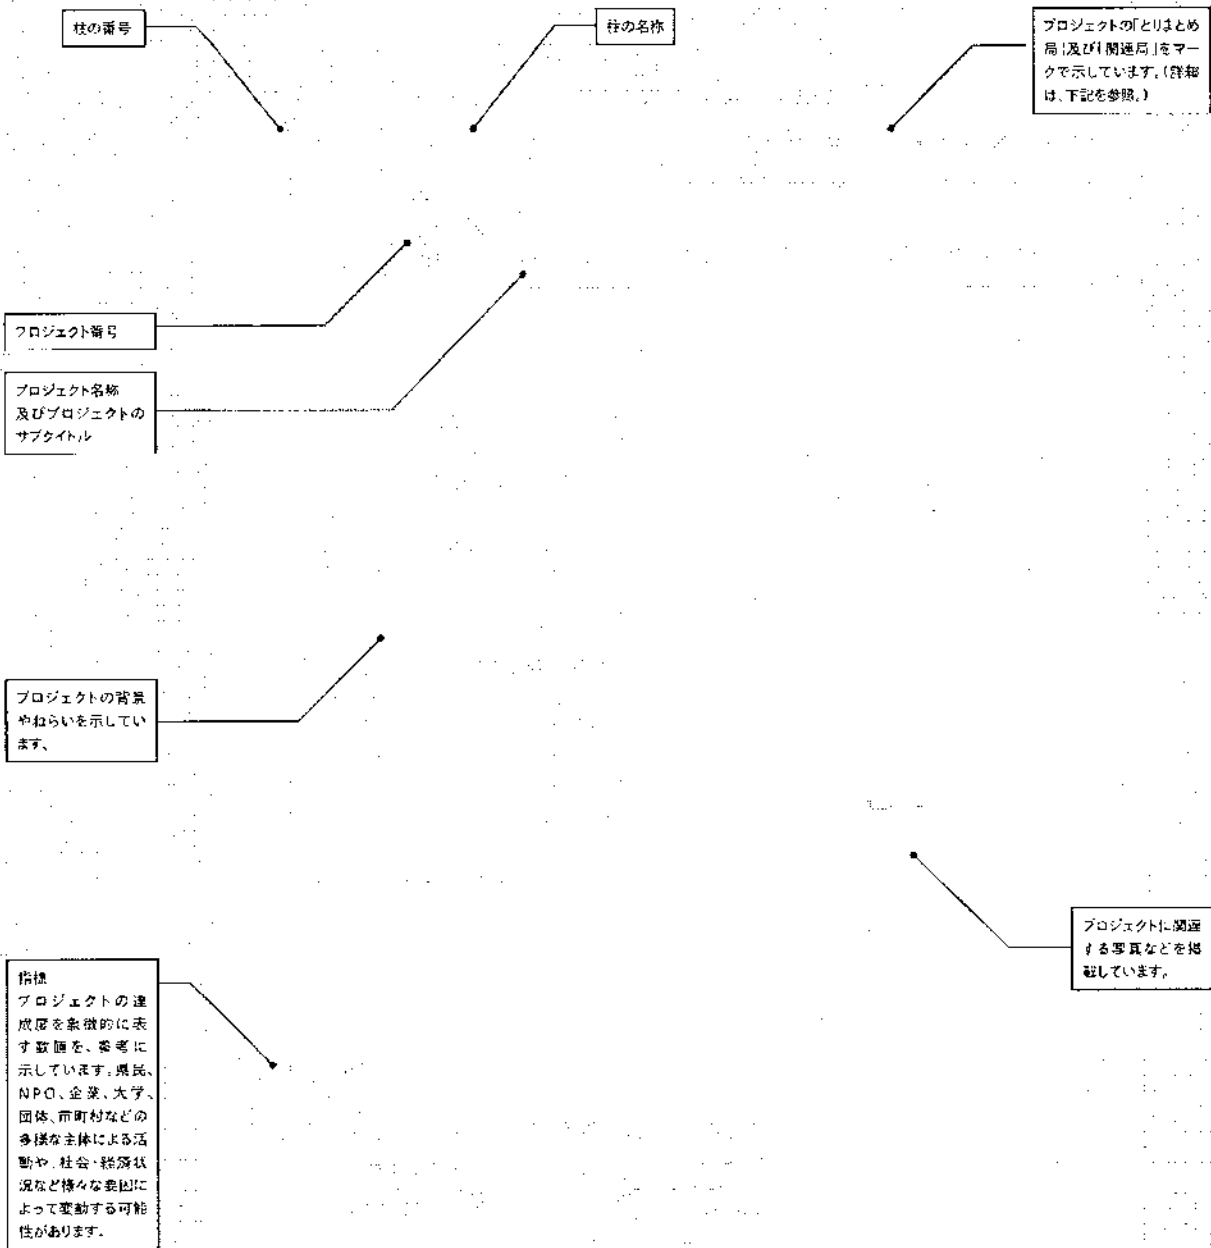 柱の番号
柱の名称
プロジェクトの「とりまとめ
局」及び「関連局」をマー
クで示しています。(詳細
は、下記を参照。)
プロジェクト番号
プロジェクト名称
及びプロジェクトの
サブタイトル
プロジェクトの背景
やねらいを示してい
ます。
プロジェクトに関連
する写真などを掲
載しています。
指標
プロジェクトの達
成度を象徴的に表
す数値を、参考に
示しています。県民、
NPO、企業、大学、
団体、市町村などの
多様な主体による活
動や、社会・経済状
況など様々な要因に
よって変動する可能
性があります。